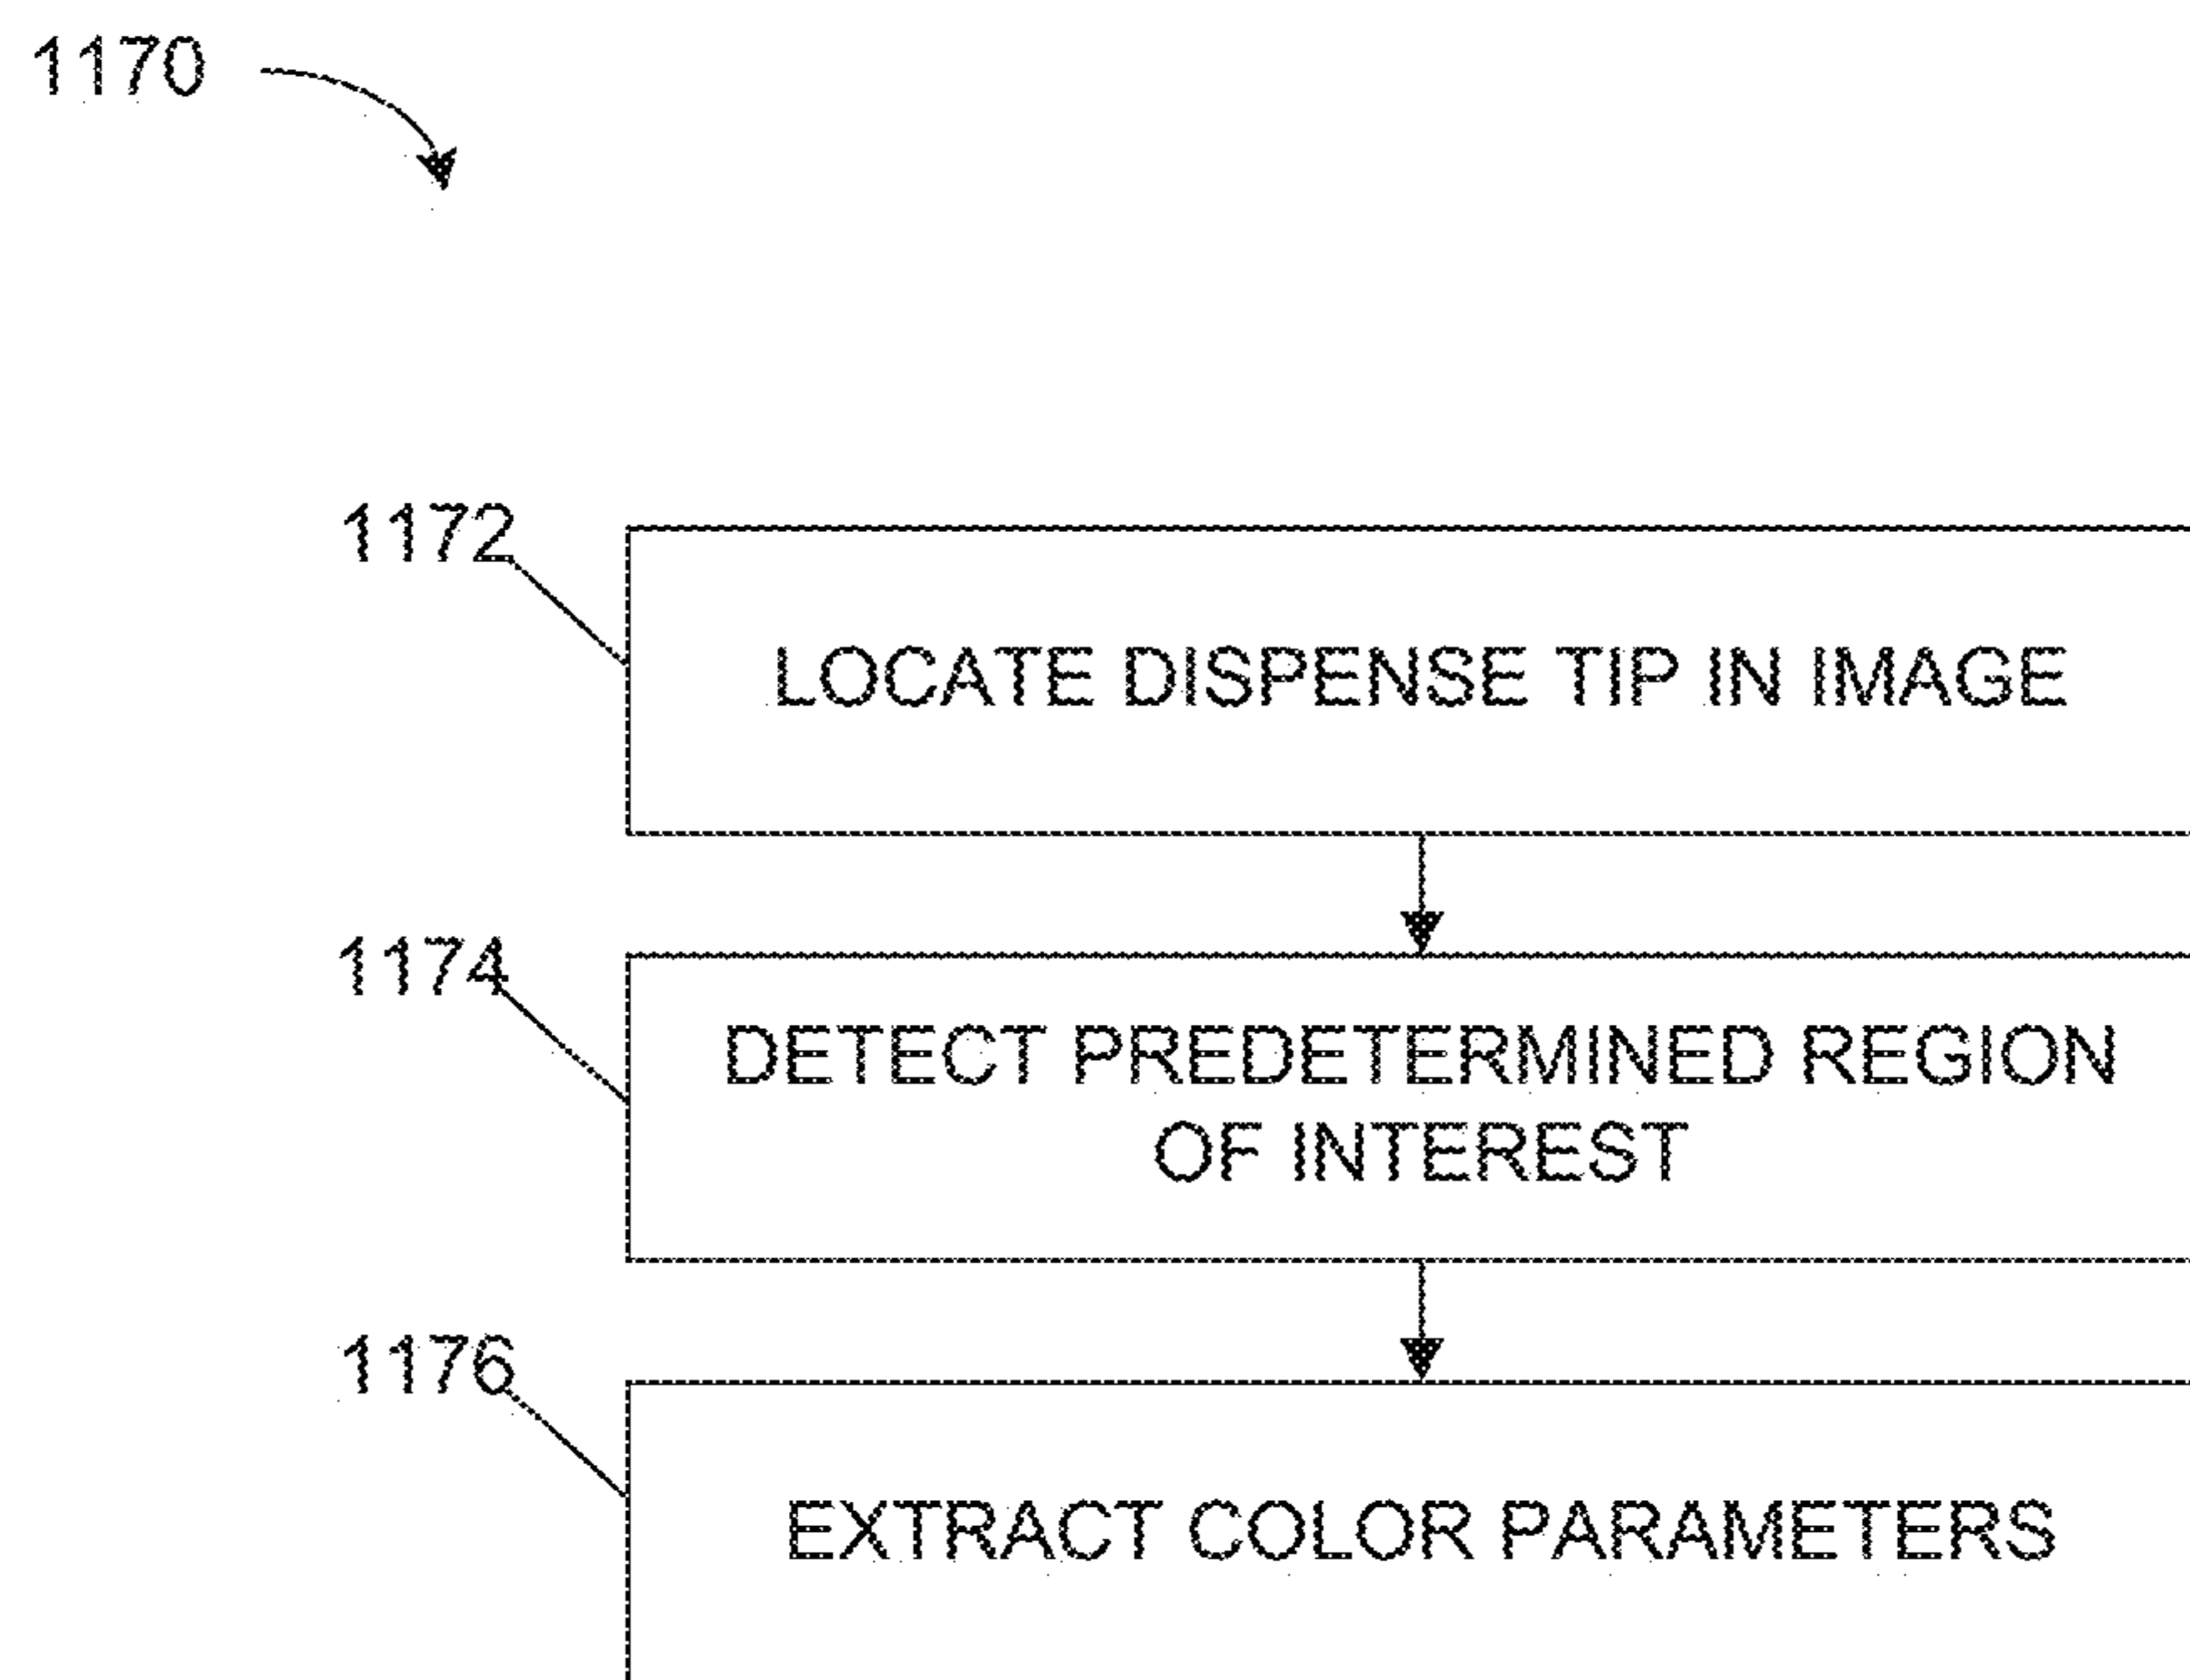 1170
1172
LOCATE DISPENSE TIP IN IMAGE
1174
DETECT PREDETERMINED REGION
OF INTEREST
1176
EXTRACT COLOR PARAMETERS